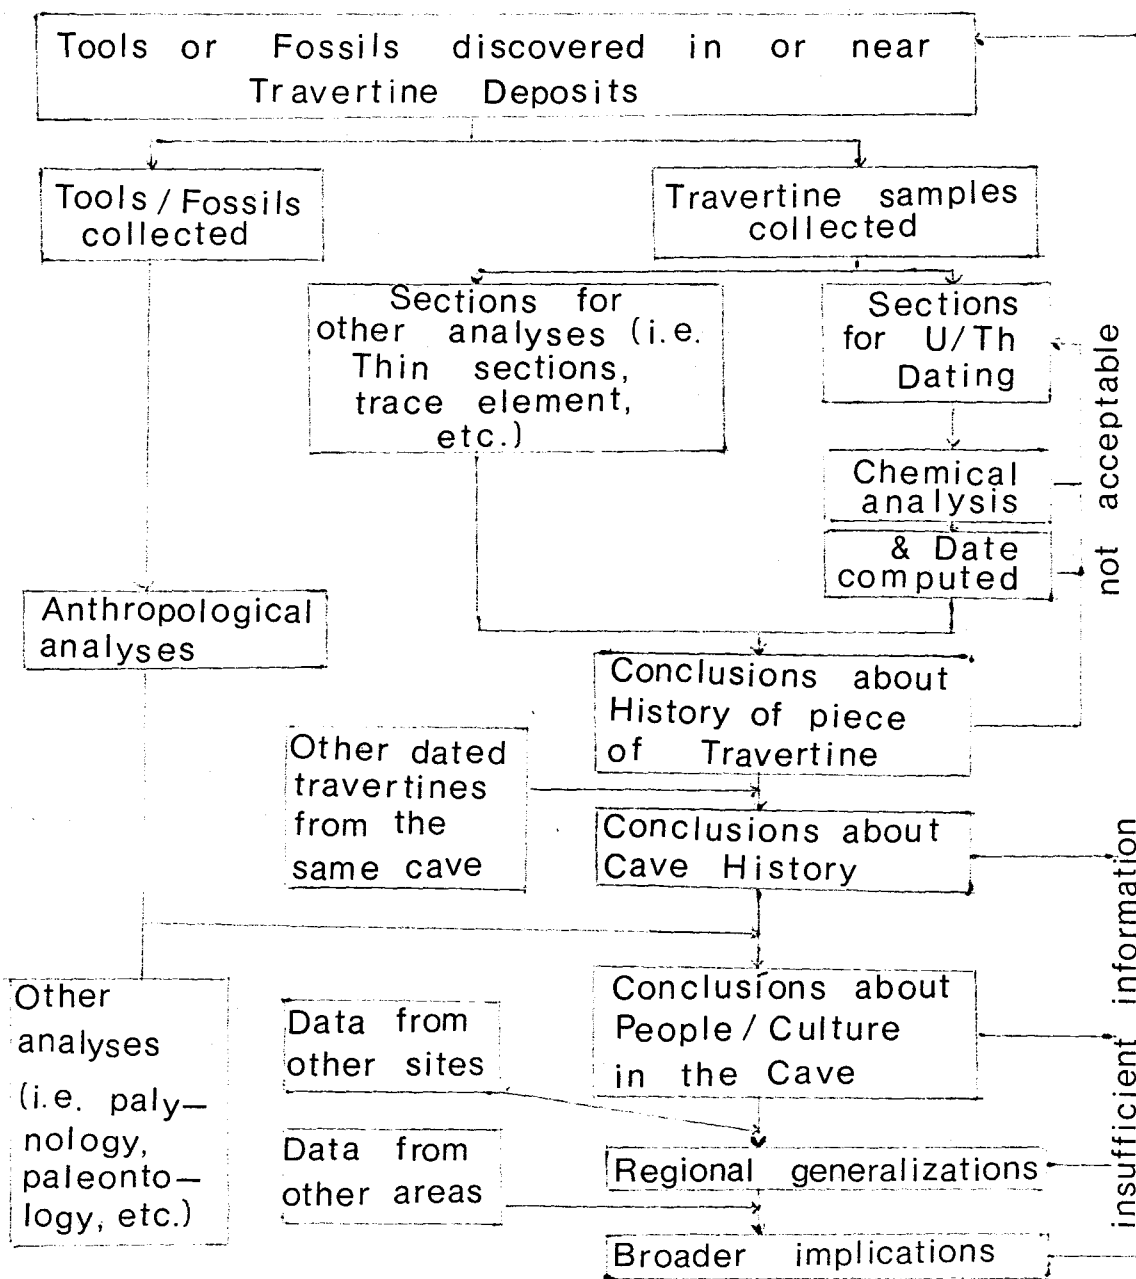 Tools or Fossils discovered in or near
Travertine Deposits
Tools / Fossils
collected
Travertine samples
collected
Sections for
other analyses (i.e.
Thin sections,
trace element,
etc.)
Sections
for U/Th
Dating
not acceptable
Chemical
analysis
& Date
computed
Anthropological
analyses
Conclusions about
History of piece
of Travertine
Other dated
travertines
from the
same cave
Conclusions about
Cave History
insufficient information
Other
analyses
(i.e. paly—
nology,
paleonto—
logy, etc.)
Data from
other sites
Conclusions about
People / Culture
in the Cave
Data from
other areas
Regional generalizations
Broader implications